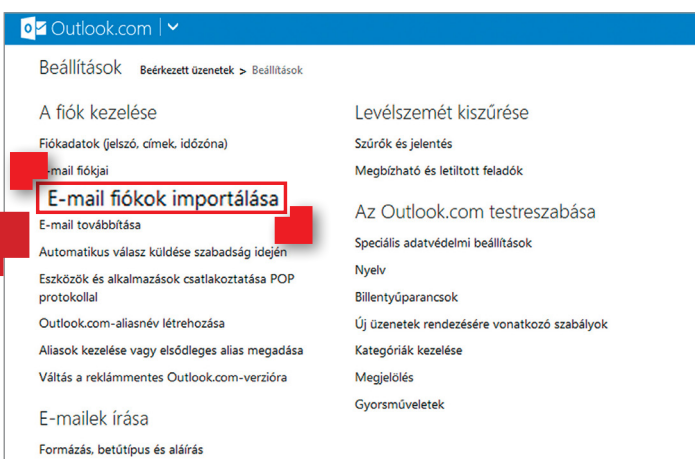 Outlook.com
Beállítások Beérkezett üzenetek > Beállítások
A fiók kezelése
Fiókadatok (jelszó, címek, időzóna)
-mail fiókjai
E-mail fiókok importálása
E-mail továbbítása
Automatikus válasz küldése szabadság idején
Eszközök és alkalmazások csatlakoztatása POP
protokollal
Outlook.com-aliasnév létrehozása
Aliasok kezelése vagy elsődleges alias megadása
Váltás a reklámmentes Outlook.com-verzióra
E-mailek írása
Formázás, betűtípus és aláírás
Levélszemét kiszűrése
Szűrők és jelentés
Megbízható és letiltott feladók
Az Outlook.com testreszabása
Speciális adatvédelmi beállítások
Nyelv
Billentyűparancsok
Új üzenetek rendezésére vonatkozó szabályok
Kategóriák kezelése
Megjelölés
Gyorsműveletek